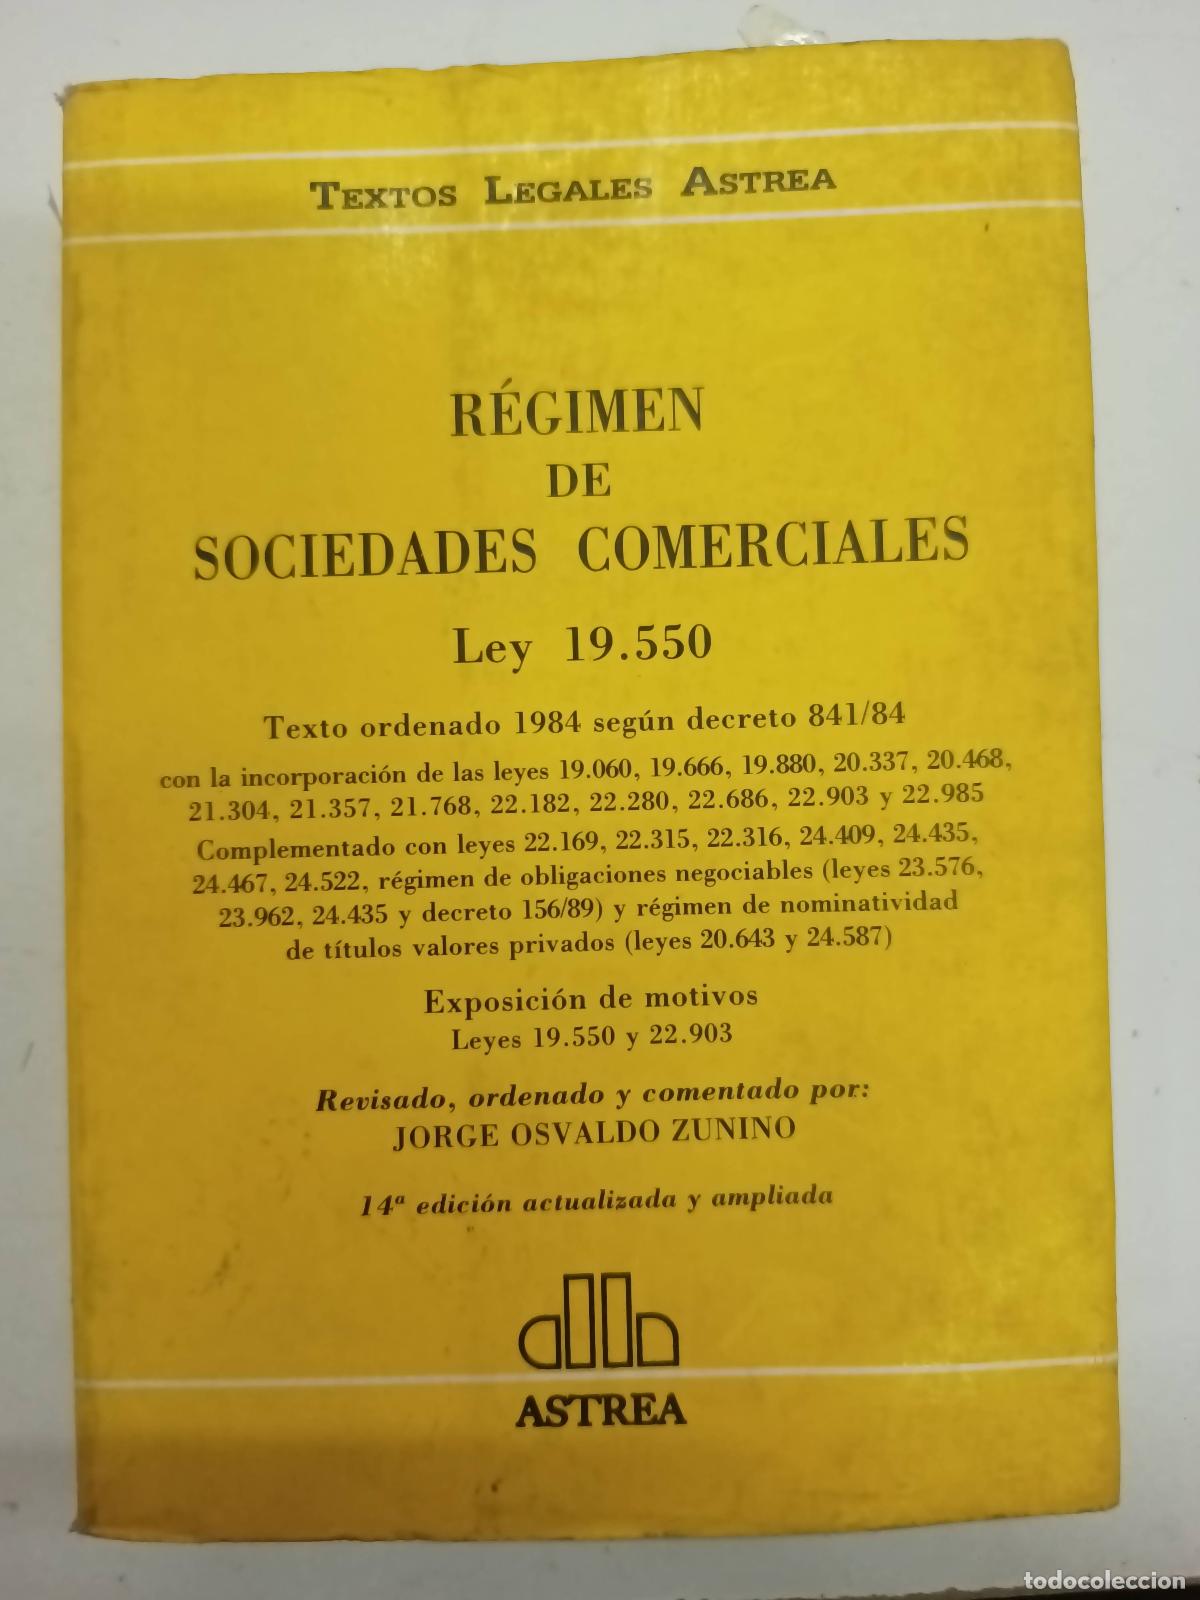 TEXTOS LEGALES ASTREA
RÉGIMEN
DE
SOCIEDADES COMERCIALES
Ley 19.550
Texto ordenado 1984 según decreto 841/84
con la incorporación de las leyes 19.060, 19.666, 19.880, 20.337, 20.468,
21.304, 21.357, 21.768, 22.182, 22.280, 22.686, 22.903 y 22.985
Complementado con leyes 22.169, 22.315, 22.316, 24.409, 24.435,
24.467, 24.522, régimen de obligaciones negociables (leyes 23.576,
23.962, 24.435 y decreto 156/89) y régimen de nominatividad
de títulos valores privados (leyes 20.643 y 24.587)
Exposición de motivos
Leyes 19.550 y 22.903
Revisado, ordenado y comentado por:
JORGE OSVALDO ZUNINO
14ª edición actualizada y ampliada
ASTREA
todocoleccion